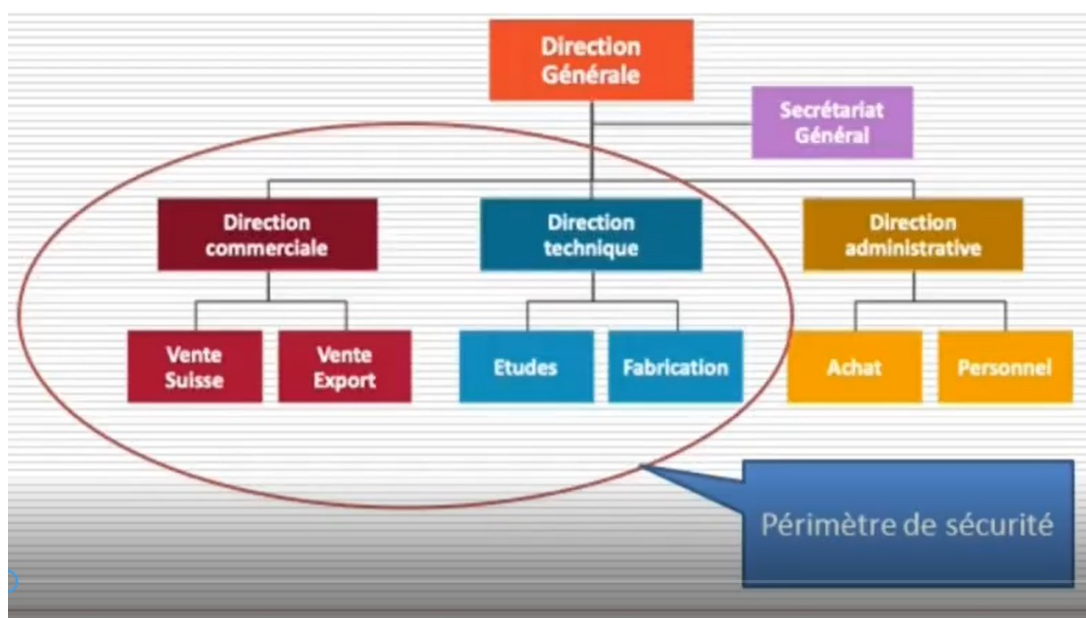 Direction
Générale
Secrétariat
Général
Direction
commerciale
Direction
technique
Direction
administrative
Vente
Suisse
Vente
Export
Etudes
Fabrication
Achat
Personnel
Périmètre de sécurité